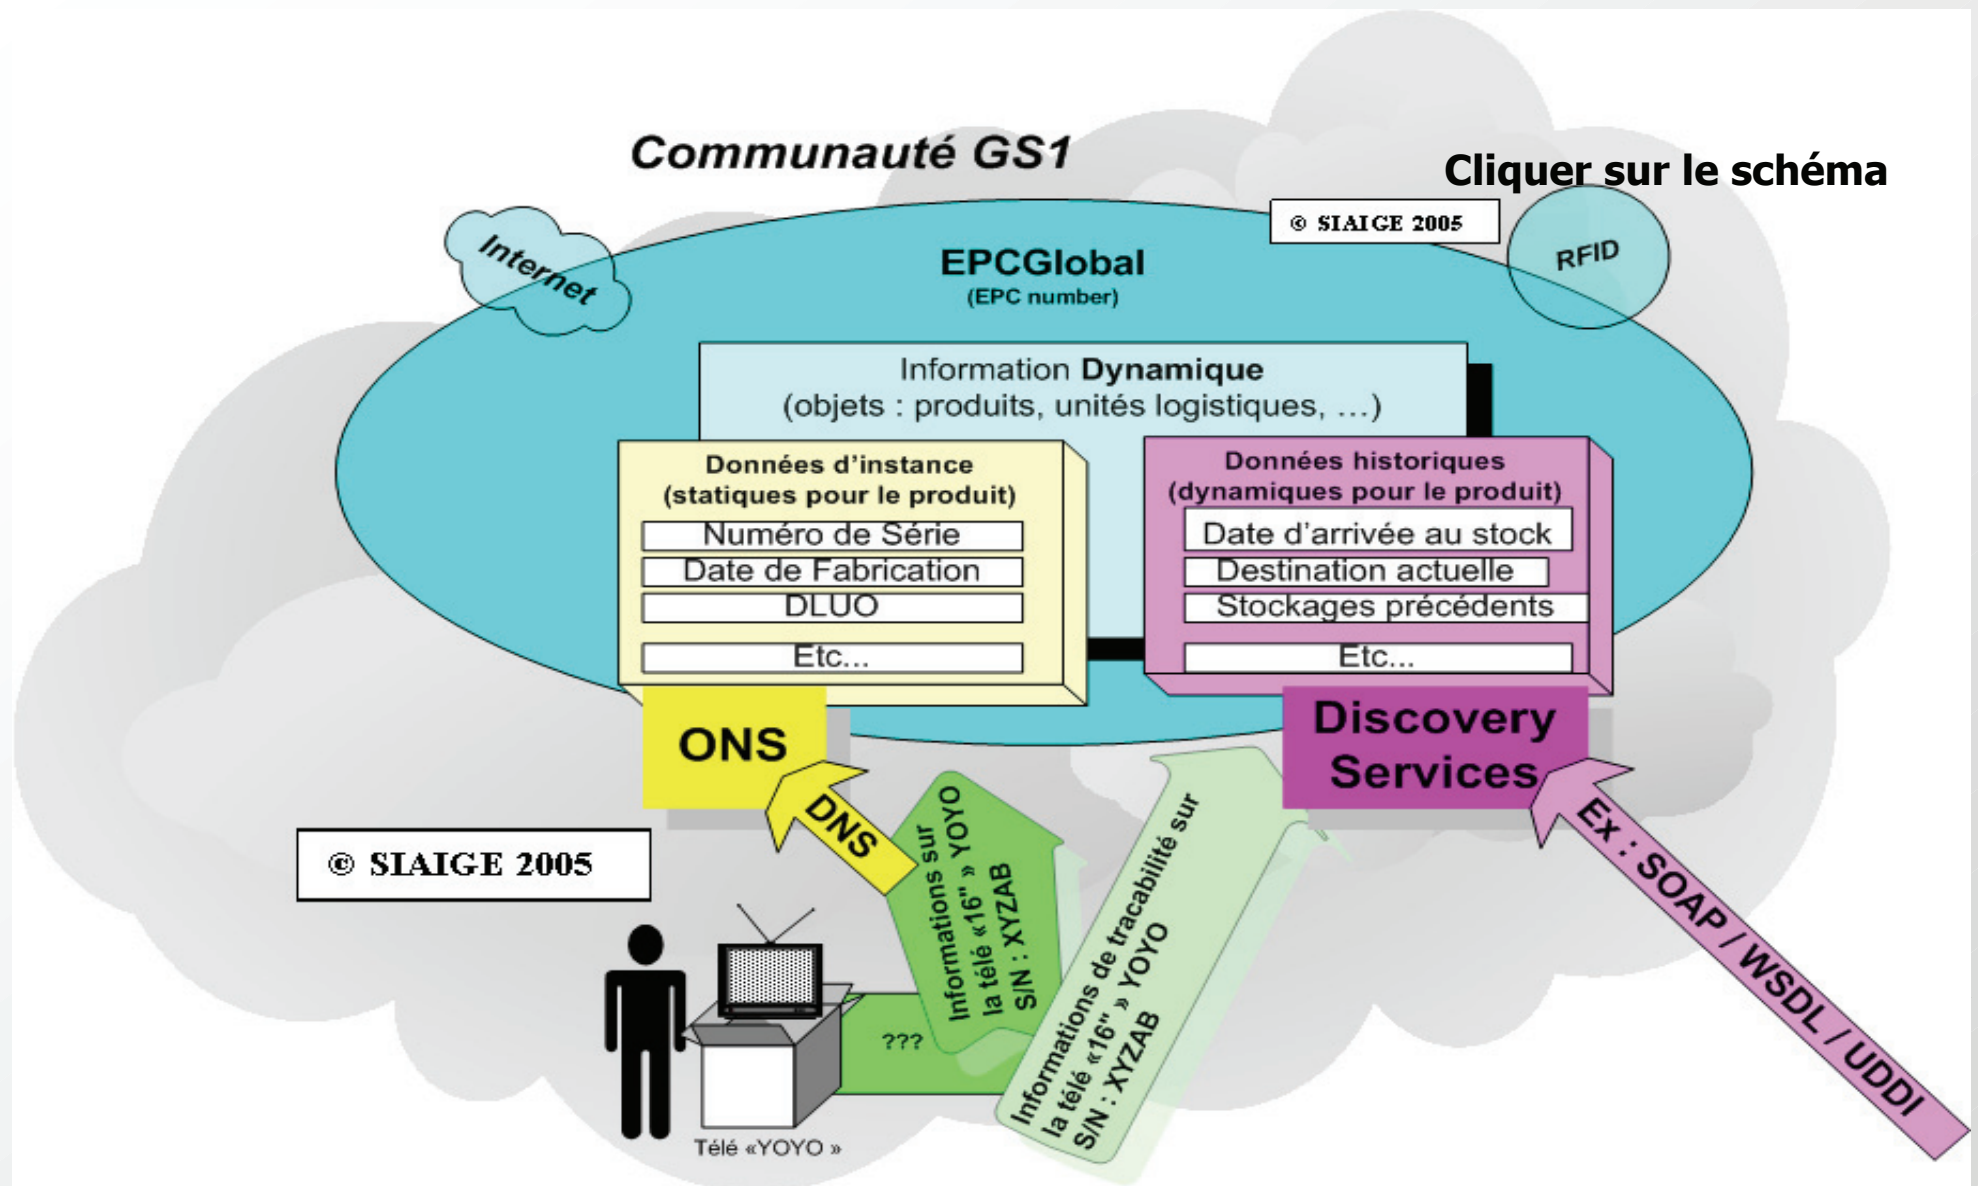 Communauté GS1
Cliquer sur le schéma
© SIAIGE 2005
Internet
RFID
EPCGlobal
(EPC number)
Information Dynamique
(objets : produits, unités logistiques, ...)
Données d'instance
(statiques pour le produit)
Numéro de Série
Date de Fabrication
DLUO
Etc...
Données historiques
(dynamiques pour le produit)
Date d'arrivée au stock
Destination actuelle
Stockages précédents
Etc...
ONS
Discovery
Services
DNS
Informations sur
la télé «16" » YOYO
S/N : XYZAB
Informations de tracabilité sur
la télé «16" » YOYO
S/N : XYZAB
Ex : SOAP / WSDL / UDDI
© SIAIGE 2005
???
Télé «YOYO »